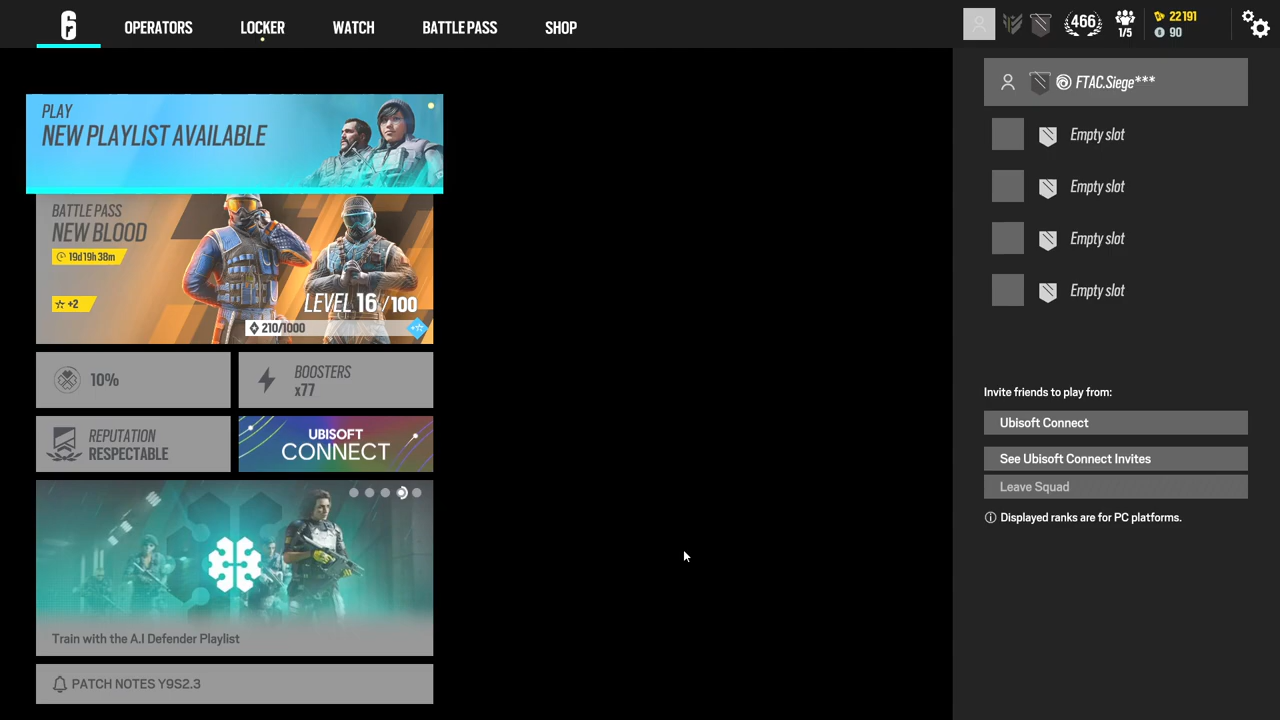 OPERATORS
LOCKER
WATCH
BATTLE PASS
SHOP
466
1/5
22 191
90
PLAY
NEW PLAYLIST AVAILABLE
BATTLE PASS
NEW BLOOD
19d19h38m
+2
LEVEL 16 /100
210/1000
10%
BOOSTERS
x77
REPUTATION
RESPECTABLE
UBISOFT
CONNECT
Train with the A.I Defender Playlist
PATCH NOTES Y9S2.3
FTAC.Siege***
Empty slot
Empty slot
Empty slot
Empty slot
Invite friends to play from:
Ubisoft Connect
See Ubisoft Connect Invites
Leave Squad
Displayed ranks are for PC platforms.